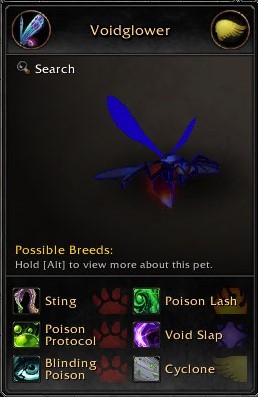 Voidglower
Search
Possible Breeds:
Hold [Alt] to view more about this pet.
Sting
Poison Lash
Poison
Protocol
Void Slap
Blinding
Poison
Cyclone